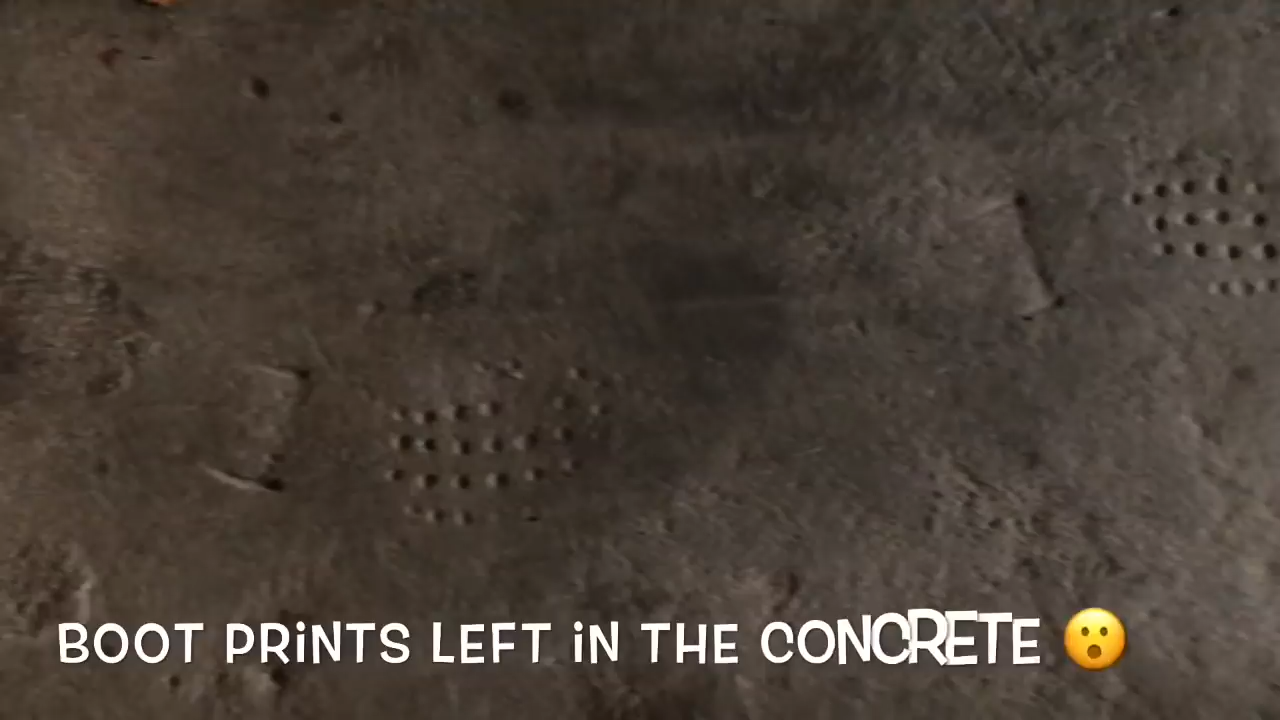 BOOT PRiNTS LEFT iN THE CONCRETE 😮